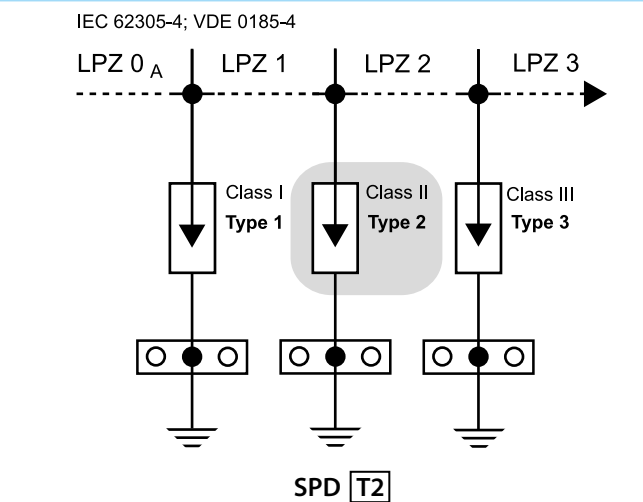 IEC 62305-4; VDE 0185-4
LPZ 0 A LPZ 1 LPZ 2 LPZ 3
Class I Class II Class III
Type 1 Type 2 Type 3
SPD T2